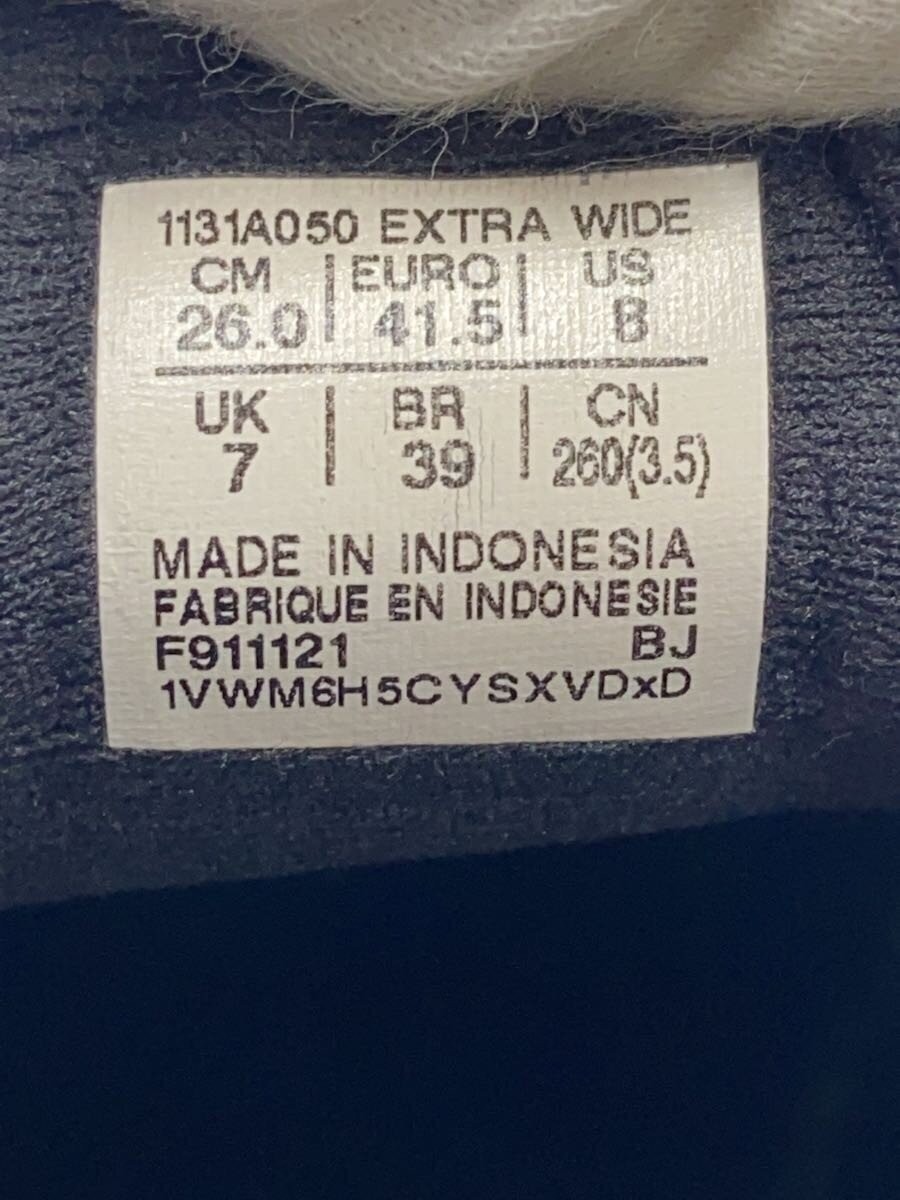 1131A050 EXTRA WIDE
CM | EURO | US
26.0 | 41.5 | 8
UK | BR | CN
7 | 39 | 260(3.5)
MADE IN INDONESIA
FABRIQUE EN INDONESIE
F911121 BJ
1VWM6H5CYSXVDxD